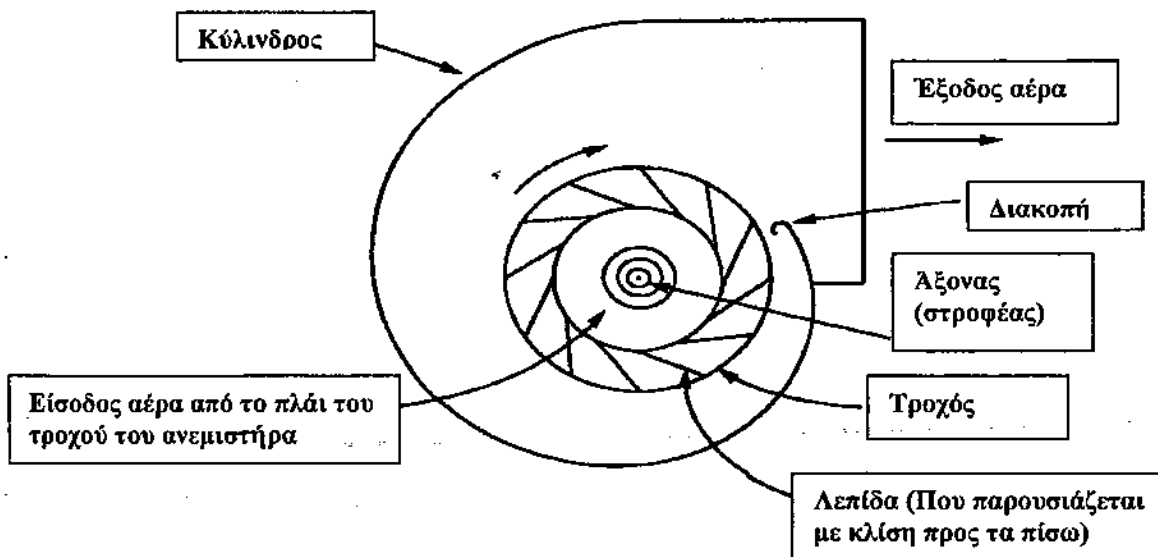 Κύλινδρος
Έξοδος αέρα
Διακοπή
Άξονας
(στροφέας)
Είσοδος αέρα από το πλάι του
τροχού του ανεμιστήρα
Τροχός
Λεπίδα (Που παρουσιάζεται
με κλίση προς τα πίσω)